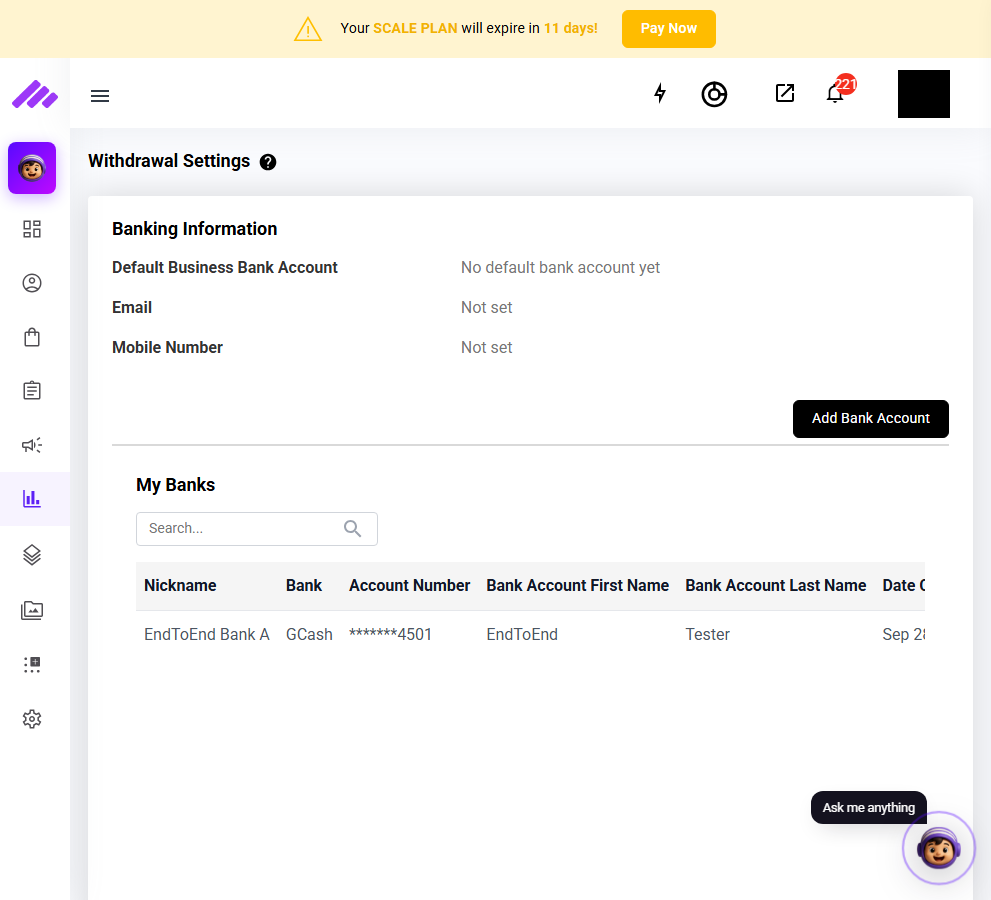 Your SCALE PLAN will expire in 11 days!
Pay Now
221
Withdrawal Settings
Banking Information
Default Business Bank Account No default bank account yet
Email Not set
Mobile Number Not set
Add Bank Account
My Banks
Search...
Nickname Bank Account Number Bank Account First Name Bank Account Last Name Date
EndToEnd Bank A GCash *******4501 EndToEnd Tester Sep 28
Ask me anything